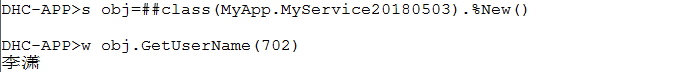 DHC-APP>s obj=##class(MyApp.MyService20180503).%New()
DHC-APP>w obj.GetUserName(702)
李潇